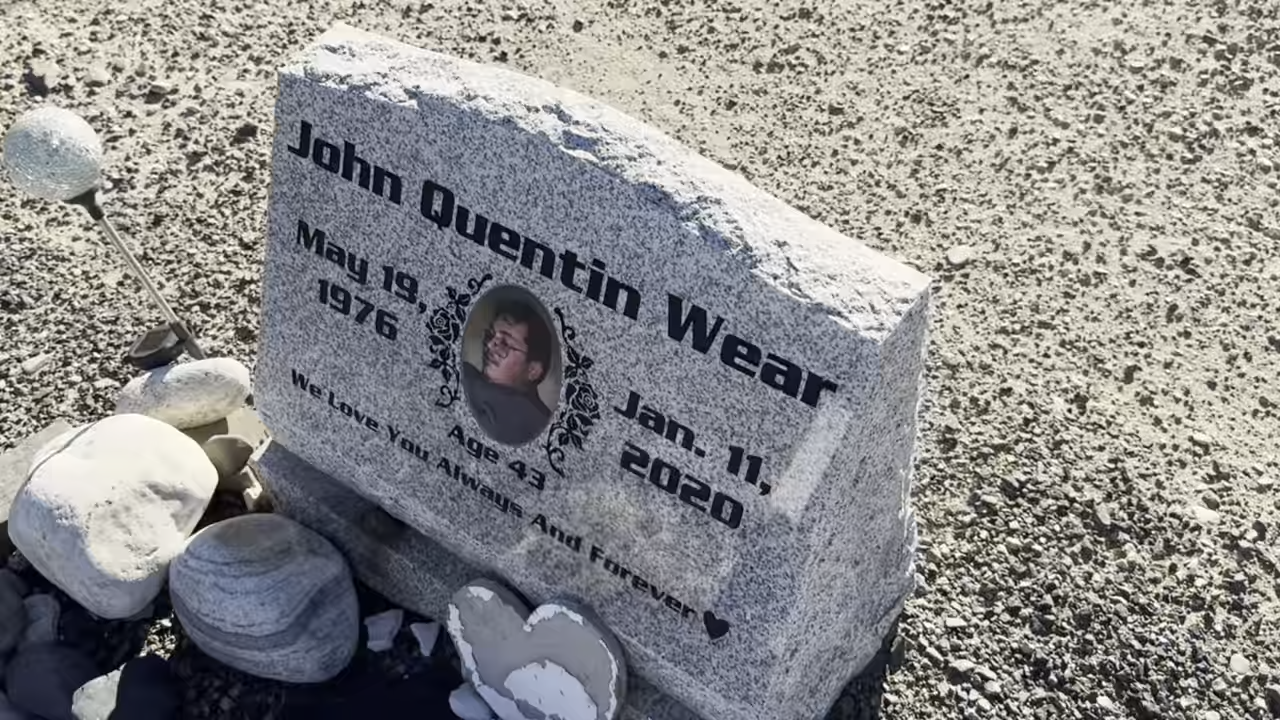 John Quentin Wear
May 19,
1976
Jan. 11,
2020
Age 43
We Love You Always And Forever ♥